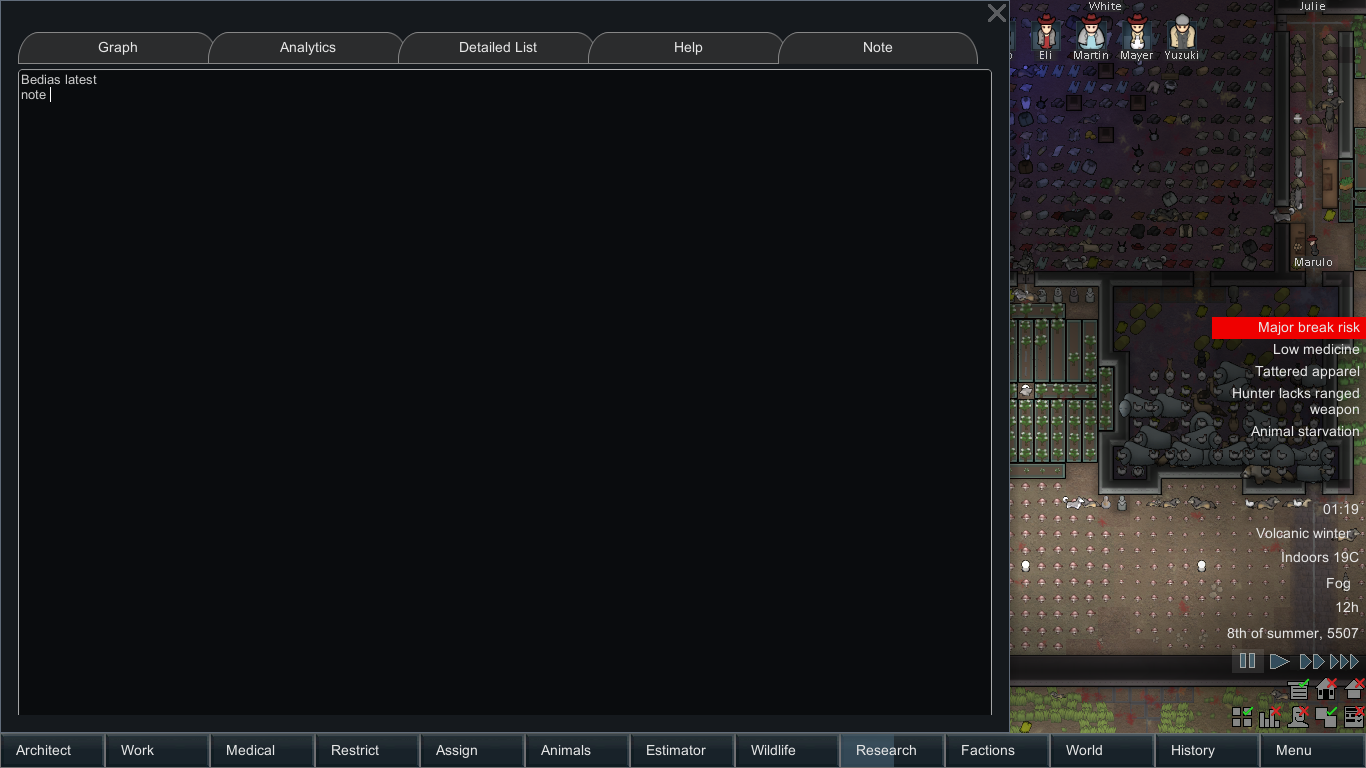 White
Julie
Graph
Analytics
Detailed List
Help
Note
Eli
Martin
Mayer
Yuzuki
Bedias latest
note
Marulo
Major break risk
Low medicine
Tattered apparel
Hunter lacks ranged
weapon
Animal starvation
01:19
Volcanic winter
Indoors 19C
Fog
12h
8th of summer, 5507
Architect
Work
Medical
Restrict
Assign
Animals
Estimator
Wildlife
Research
Factions
World
History
Menu